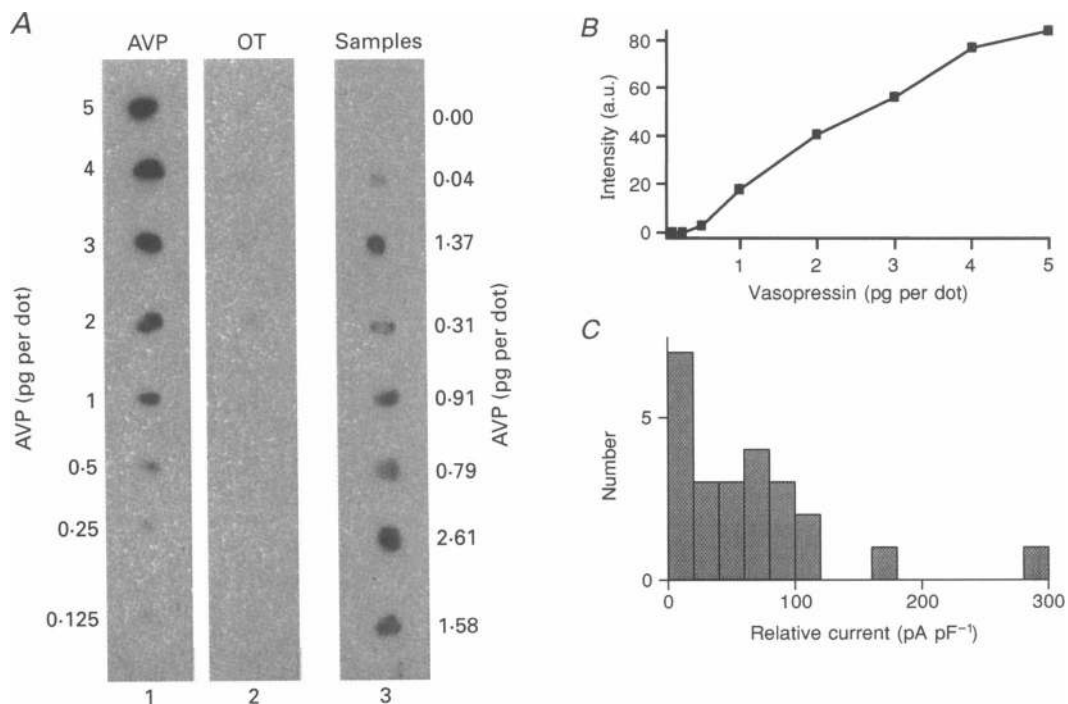 A
AVP OT Samples
AVP (pg per dot)
5
4
3
2
1
0·5
0·25
0·125
0·00
0·04
1·37
0·31
0·91
0·79
2·61
1·58
AVP (pg per dot)
1 2 3
B
Intensity (a.u.)
80
60
40
20
0
1 2 3 4 5
Vasopressin (pg per dot)
C
Number
5
0
0 100 200 300
Relative current (pA pF⁻¹)